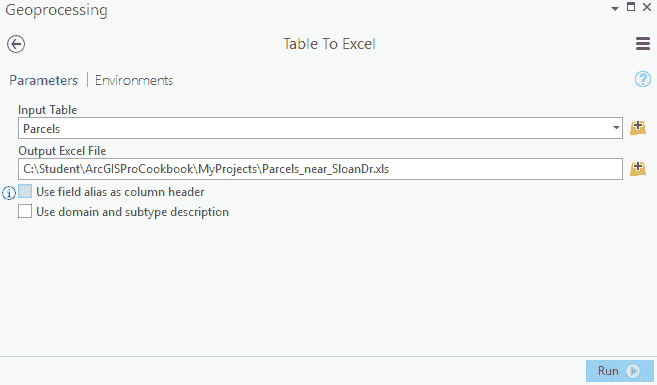 Geoprocessing
Table To Excel
Parameters | Environments
Input Table
Parcels
Output Excel File
C:\Student\ArcGISProCookbook\MyProjects\Parcels_near_SloanDr.xls
Use field alias as column header
Use domain and subtype description
Run